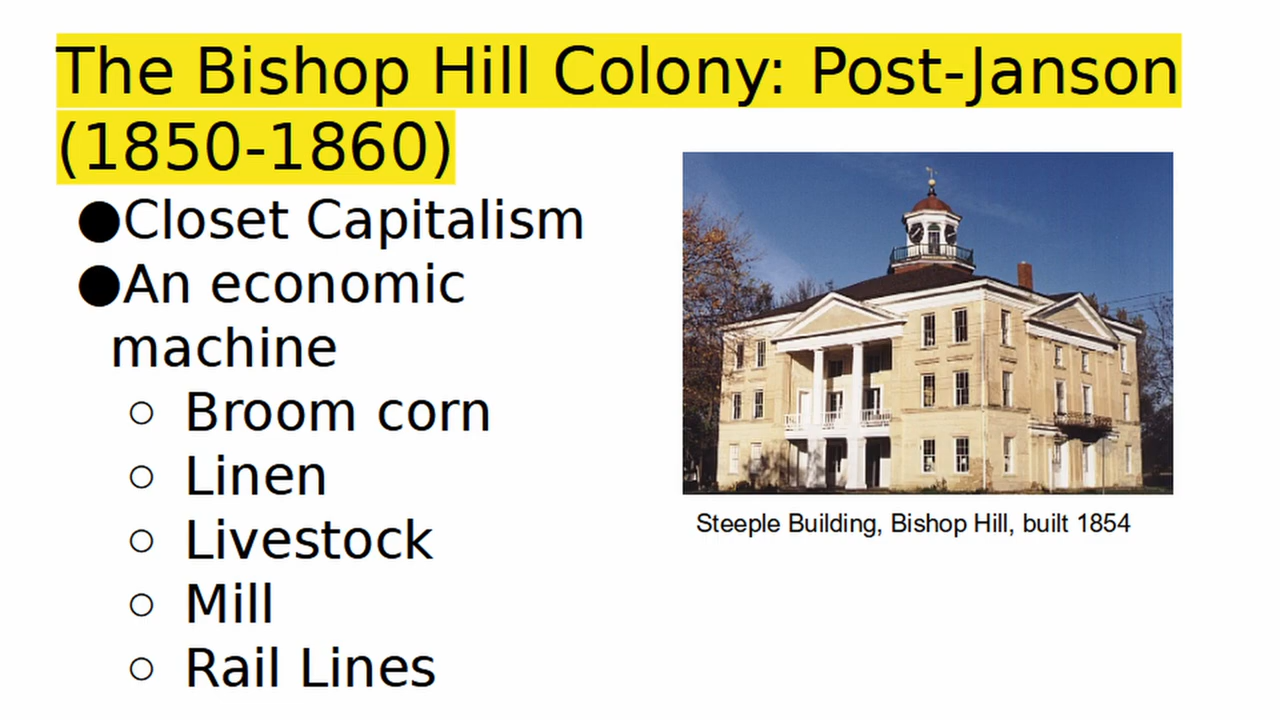 The Bishop Hill Colony: Post-Janson
(1850-1860)
●Closet Capitalism
●An economic
machine
○ Broom corn
○ Linen
○ Livestock
○ Mill
○ Rail Lines
Steeple Building, Bishop Hill, built 1854